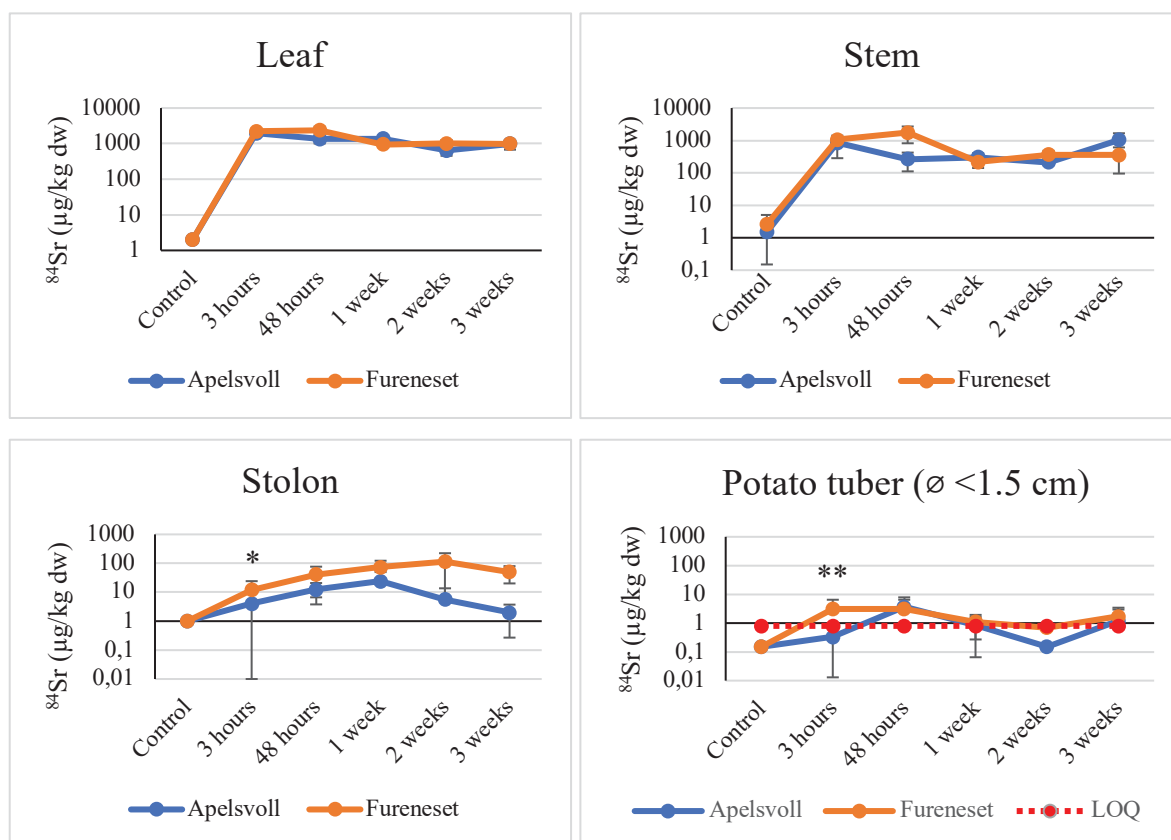 Leaf
⁸⁴Sr (µg/kg dw)
10000
1000
100
10
1
Control
3 hours
48 hours
1 week
2 weeks
3 weeks
Apelsvoll
Fureneset
Stem
⁸⁴Sr (µg/kg dw)
10000
1000
100
10
1
0,1
Control
3 hours
48 hours
1 week
2 weeks
3 weeks
Apelsvoll
Fureneset
Stolon
⁸⁴Sr (µg/kg dw)
1000
100
10
1
0,1
0,01
*
Control
3 hours
48 hours
1 week
2 weeks
3 weeks
Apelsvoll
Fureneset
Potato tuber (⌀ <1.5 cm)
⁸⁴Sr (µg/kg dw)
1000
100
10
1
0,1
0,01
**
Control
3 hours
48 hours
1 week
2 weeks
3 weeks
Apelsvoll
Fureneset
LOQ